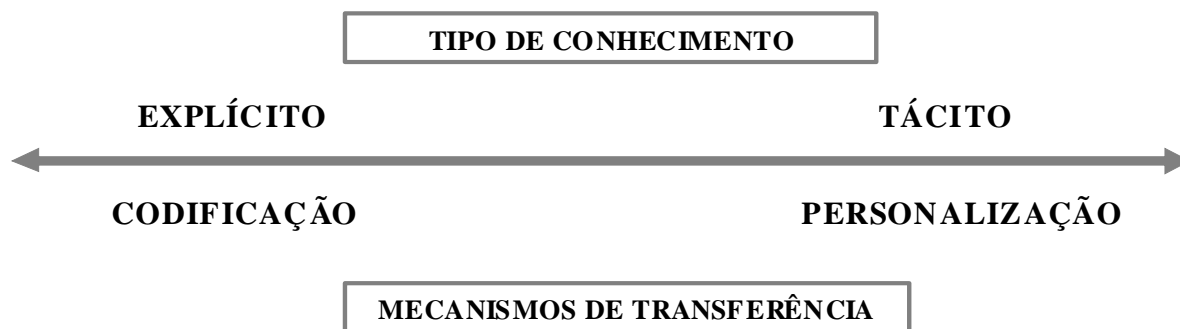 TIPO DE CONHECIMENTO
EXPLÍCITO TÁCITO
CODIFICAÇÃO PERSONALIZAÇÃO
MECANISMOS DE TRANSFERÊNCIA